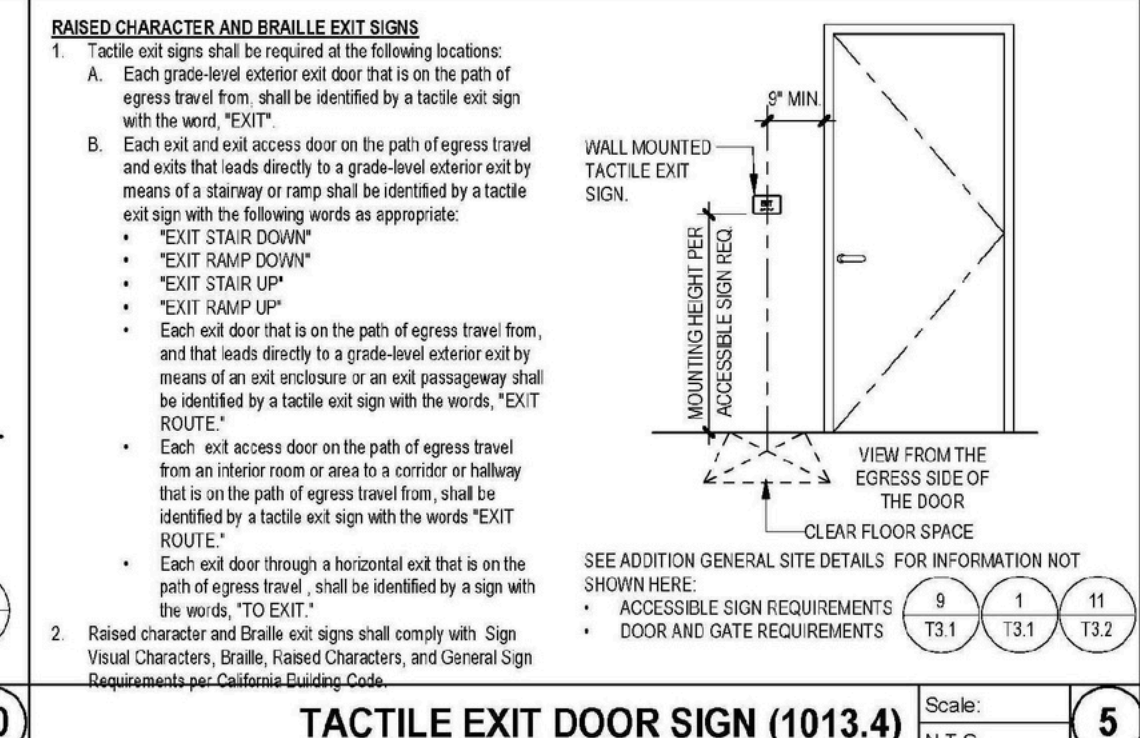 RAISED CHARACTER AND BRAILLE EXIT SIGNS
1. Tactile exit signs shall be required at the following locations:
A. Each grade-level exterior exit door that is on the path of
egress travel from, shall be identified by a tactile exit sign
with the word, "EXIT".
B. Each exit and exit access door on the path of egress travel
and exits that leads directly to a grade-level exterior exit by
means of a stairway or ramp shall be identified by a tactile
exit sign with the following words as appropriate:
• "EXIT STAIR DOWN"
• "EXIT RAMP DOWN"
• "EXIT STAIR UP"
• "EXIT RAMP UP"
• Each exit door that is on the path of egress travel from,
and that leads directly to a grade-level exterior exit by
means of an exit enclosure or an exit passageway shall
be identified by a tactile exit sign with the words, "EXIT
ROUTE."
• Each exit access door on the path of egress travel
from an interior room or area to a corridor or hallway
that is on the path of egress travel from, shall be
identified by a tactile exit sign with the words "EXIT
ROUTE."
• Each exit door through a horizontal exit that is on the
path of egress travel , shall be identified by a sign with
the words, "TO EXIT."
2. Raised character and Braille exit signs shall comply with Sign
Visual Characters, Braille, Raised Characters, and General Sign
Requirements per California Building Code.
9" MIN.
WALL MOUNTED
TACTILE EXIT
SIGN.
MOUNTING HEIGHT PER
ACCESSIBLE SIGN REQ.
VIEW FROM THE
EGRESS SIDE OF
THE DOOR
CLEAR FLOOR SPACE
SEE ADDITION GENERAL SITE DETAILS FOR INFORMATION NOT
SHOWN HERE:
• ACCESSIBLE SIGN REQUIREMENTS
• DOOR AND GATE REQUIREMENTS
9
T3.1
1
T3.1
11
T3.2
TACTILE EXIT DOOR SIGN (1013.4)
Scale:
5